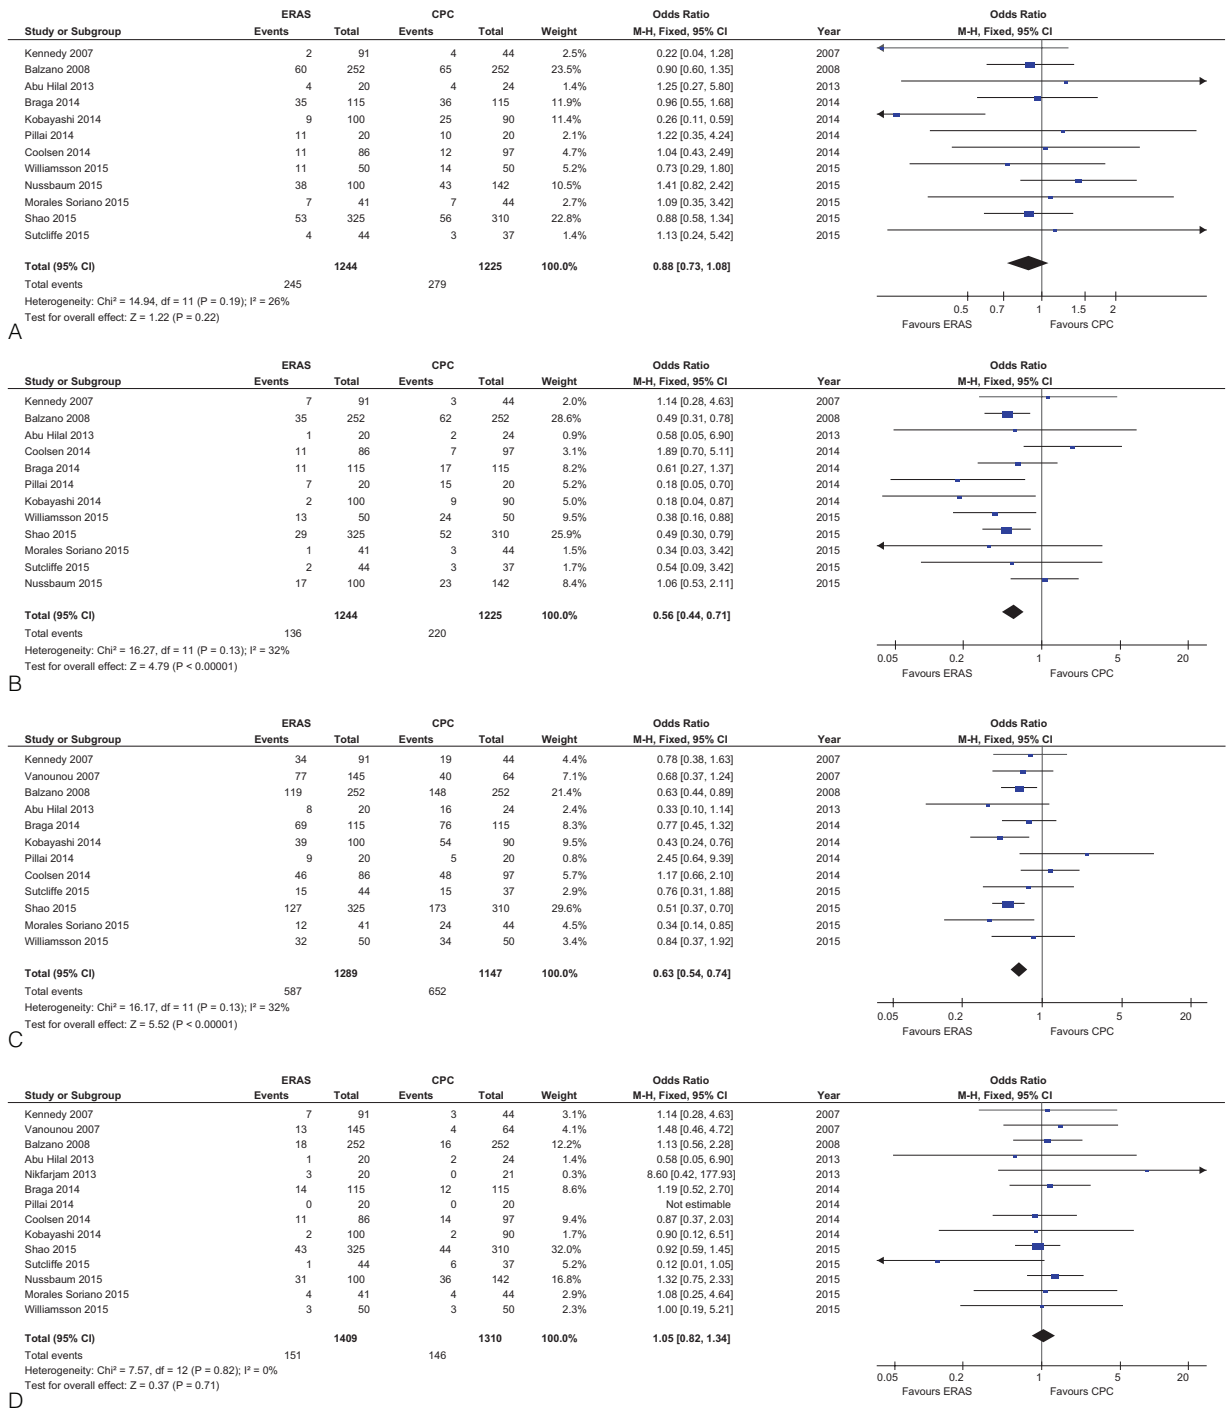 ERAS CPC Odds Ratio Odds Ratio
Study or Subgroup Events Total Events Total Weight M-H, Fixed, 95% CI Year M-H, Fixed, 95% CI
Kennedy 2007 2 91 4 44 2.5% 0.22 [0.04, 1.28] 2007
Balzano 2008 60 252 65 252 23.5% 0.90 [0.60, 1.35] 2008
Abu Hilal 2013 4 20 4 24 1.4% 1.25 [0.27, 5.80] 2013
Braga 2014 35 115 36 115 11.9% 0.96 [0.55, 1.68] 2014
Kobayashi 2014 9 100 25 90 11.4% 0.26 [0.11, 0.59] 2014
Pillai 2014 11 20 10 20 2.1% 1.22 [0.35, 4.24] 2014
Coolsen 2014 11 86 12 97 4.7% 1.04 [0.43, 2.49] 2014
Williamsson 2015 11 50 14 50 5.2% 0.73 [0.29, 1.80] 2015
Nussbaum 2015 38 100 43 142 10.5% 1.41 [0.82, 2.42] 2015
Morales Soriano 2015 7 41 7 44 2.7% 1.09 [0.35, 3.42] 2015
Shao 2015 53 325 56 310 22.8% 0.88 [0.58, 1.34] 2015
Sutcliffe 2015 4 44 3 37 1.4% 1.13 [0.24, 5.42] 2015
Total (95% CI) 1244 1225 100.0% 0.88 [0.73, 1.08]
Total events 245 279
Heterogeneity: Chi² = 14.94, df = 11 (P = 0.19); I² = 26%
Test for overall effect: Z = 1.22 (P = 0.22)
0.5 0.7 1 1.5 2
Favours ERAS Favours CPC
A
ERAS CPC Odds Ratio Odds Ratio
Study or Subgroup Events Total Events Total Weight M-H, Fixed, 95% CI Year M-H, Fixed, 95% CI
Kennedy 2007 7 91 3 44 2.0% 1.14 [0.28, 4.63] 2007
Balzano 2008 35 252 62 252 28.6% 0.49 [0.31, 0.78] 2008
Abu Hilal 2013 1 20 2 24 0.9% 0.58 [0.05, 6.90] 2013
Coolsen 2014 11 86 7 97 3.1% 1.89 [0.70, 5.11] 2014
Braga 2014 11 115 17 115 8.2% 0.61 [0.27, 1.37] 2014
Pillai 2014 7 20 15 20 5.2% 0.18 [0.05, 0.70] 2014
Kobayashi 2014 2 100 9 90 5.0% 0.18 [0.04, 0.87] 2014
Williamsson 2015 13 50 24 50 9.5% 0.38 [0.16, 0.88] 2015
Shao 2015 29 325 52 310 25.9% 0.49 [0.30, 0.79] 2015
Morales Soriano 2015 1 41 3 44 1.5% 0.34 [0.03, 3.42] 2015
Sutcliffe 2015 2 44 3 37 1.7% 0.54 [0.09, 3.42] 2015
Nussbaum 2015 17 100 23 142 8.4% 1.06 [0.53, 2.11] 2015
Total (95% CI) 1244 1225 100.0% 0.56 [0.44, 0.71]
Total events 136 220
Heterogeneity: Chi² = 16.27, df = 11 (P = 0.13); I² = 32%
Test for overall effect: Z = 4.79 (P < 0.00001)
0.05 0.2 1 5 20
Favours ERAS Favours CPC
B
ERAS CPC Odds Ratio Odds Ratio
Study or Subgroup Events Total Events Total Weight M-H, Fixed, 95% CI Year M-H, Fixed, 95% CI
Kennedy 2007 34 91 19 44 4.4% 0.78 [0.38, 1.63] 2007
Vanounou 2007 77 145 40 64 7.1% 0.68 [0.37, 1.24] 2007
Balzano 2008 119 252 148 252 21.4% 0.63 [0.44, 0.89] 2008
Abu Hilal 2013 8 20 16 24 2.4% 0.33 [0.10, 1.14] 2013
Braga 2014 69 115 76 115 8.3% 0.77 [0.45, 1.32] 2014
Kobayashi 2014 39 100 54 90 9.5% 0.43 [0.24, 0.76] 2014
Pillai 2014 9 20 5 20 0.8% 2.45 [0.64, 9.39] 2014
Coolsen 2014 46 86 48 97 5.7% 1.17 [0.66, 2.10] 2014
Sutcliffe 2015 15 44 15 37 2.9% 0.76 [0.31, 1.88] 2015
Shao 2015 127 325 173 310 29.6% 0.51 [0.37, 0.70] 2015
Morales Soriano 2015 12 41 24 44 4.5% 0.34 [0.14, 0.85] 2015
Williamsson 2015 32 50 34 50 3.4% 0.84 [0.37, 1.92] 2015
Total (95% CI) 1289 1147 100.0% 0.63 [0.54, 0.74]
Total events 587 652
Heterogeneity: Chi² = 16.17, df = 11 (P = 0.13); I² = 32%
Test for overall effect: Z = 5.52 (P < 0.00001)
0.05 0.2 1 5 20
Favours ERAS Favours CPC
C
ERAS CPC Odds Ratio Odds Ratio
Study or Subgroup Events Total Events Total Weight M-H, Fixed, 95% CI Year M-H, Fixed, 95% CI
Kennedy 2007 7 91 3 44 3.1% 1.14 [0.28, 4.63] 2007
Vanounou 2007 13 145 4 64 4.1% 1.48 [0.46, 4.72] 2007
Balzano 2008 18 252 16 252 12.2% 1.13 [0.56, 2.28] 2008
Abu Hilal 2013 1 20 2 24 1.4% 0.58 [0.05, 6.90] 2013
Nikfarjam 2013 3 20 0 21 0.3% 8.60 [0.42, 177.93] 2013
Braga 2014 14 115 12 115 8.6% 1.19 [0.52, 2.70] 2014
Pillai 2014 0 20 0 20 Not estimable 2014
Coolsen 2014 11 86 14 97 9.4% 0.87 [0.37, 2.03] 2014
Kobayashi 2014 2 100 2 90 1.7% 0.90 [0.12, 6.51] 2014
Shao 2015 43 325 44 310 32.0% 0.92 [0.59, 1.45] 2015
Sutcliffe 2015 1 44 6 37 5.2% 0.12 [0.01, 1.05] 2015
Nussbaum 2015 31 100 36 142 16.8% 1.32 [0.75, 2.33] 2015
Morales Soriano 2015 4 41 4 44 2.9% 1.08 [0.25, 4.64] 2015
Williamsson 2015 3 50 3 50 2.3% 1.00 [0.19, 5.21] 2015
Total (95% CI) 1409 1310 100.0% 1.05 [0.82, 1.34]
Total events 151 146
Heterogeneity: Chi² = 7.57, df = 12 (P = 0.82); I² = 0%
Test for overall effect: Z = 0.37 (P = 0.71)
0.05 0.2 1 5 20
Favours ERAS Favours CPC
D